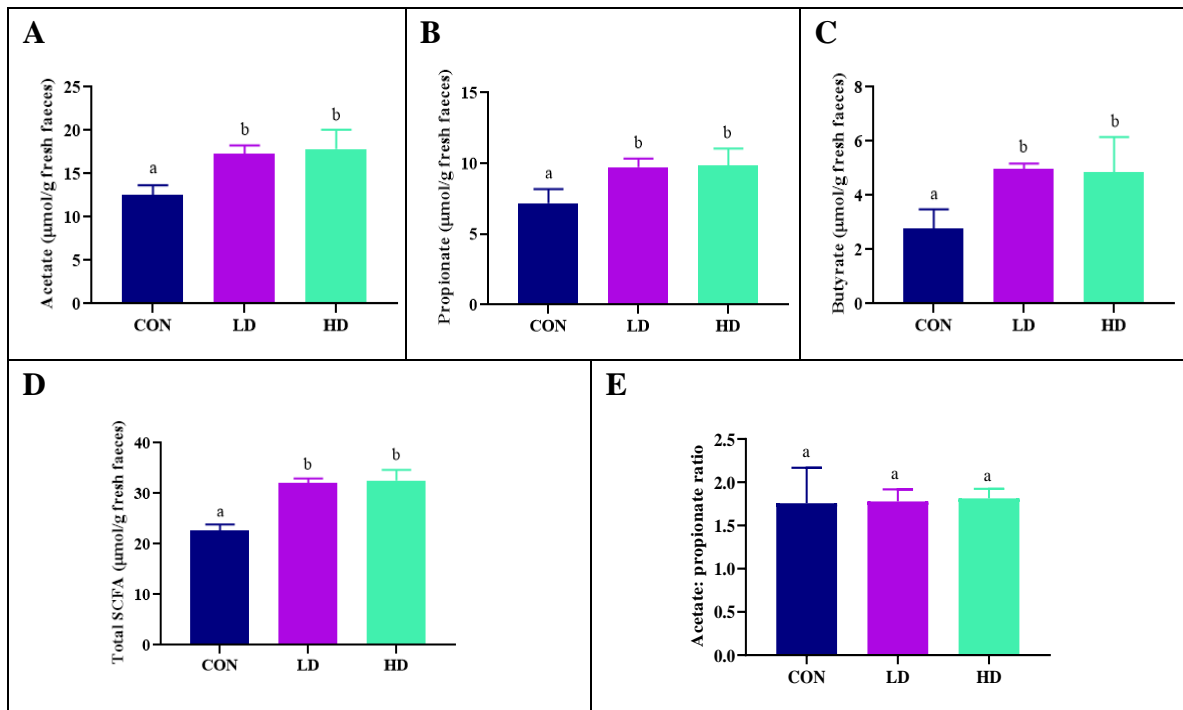 A
Acetate (µmol/g fresh faeces)
25
20
15
10
5
0
a
b
b
CON LD HD
B
Propionate (µmol/g fresh faeces)
15
10
5
0
a
b
b
CON LD HD
C
Butyrate (µmol/g fresh faeces)
8
6
4
2
0
a
b
b
CON LD HD
D
Total SCFA (µmol/g fresh faeces)
40
30
20
10
0
a
b
b
CON LD HD
E
Acetate: propionate ratio
2.5
2.0
1.5
1.0
0.5
0.0
a
a
a
CON LD HD